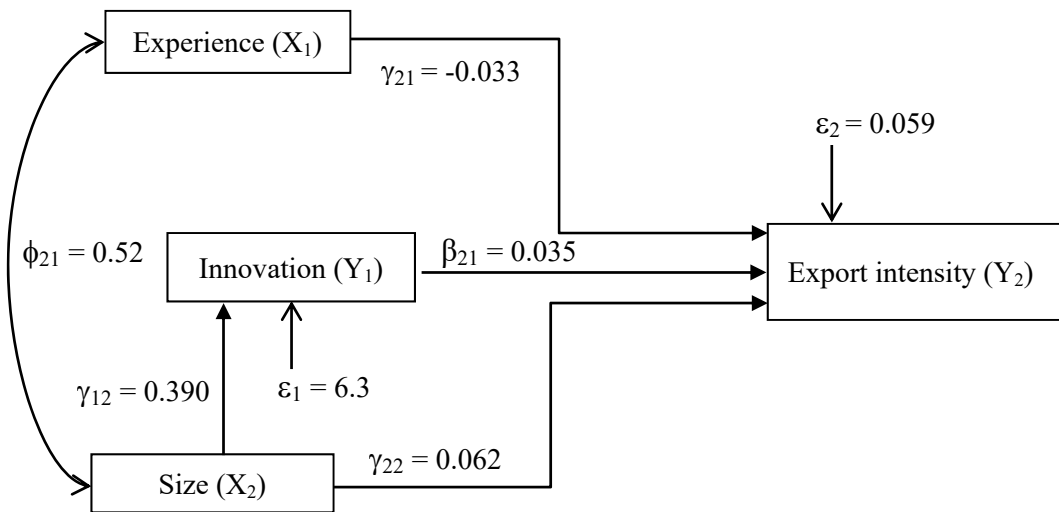 Experience (X₁)
γ₂₁ = -0.033
ε₂ = 0.059
ϕ₂₁ = 0.52
Innovation (Y₁)
β₂₁ = 0.035
Export intensity (Y₂)
γ₁₂ = 0.390
ε₁ = 6.3
γ₂₂ = 0.062
Size (X₂)